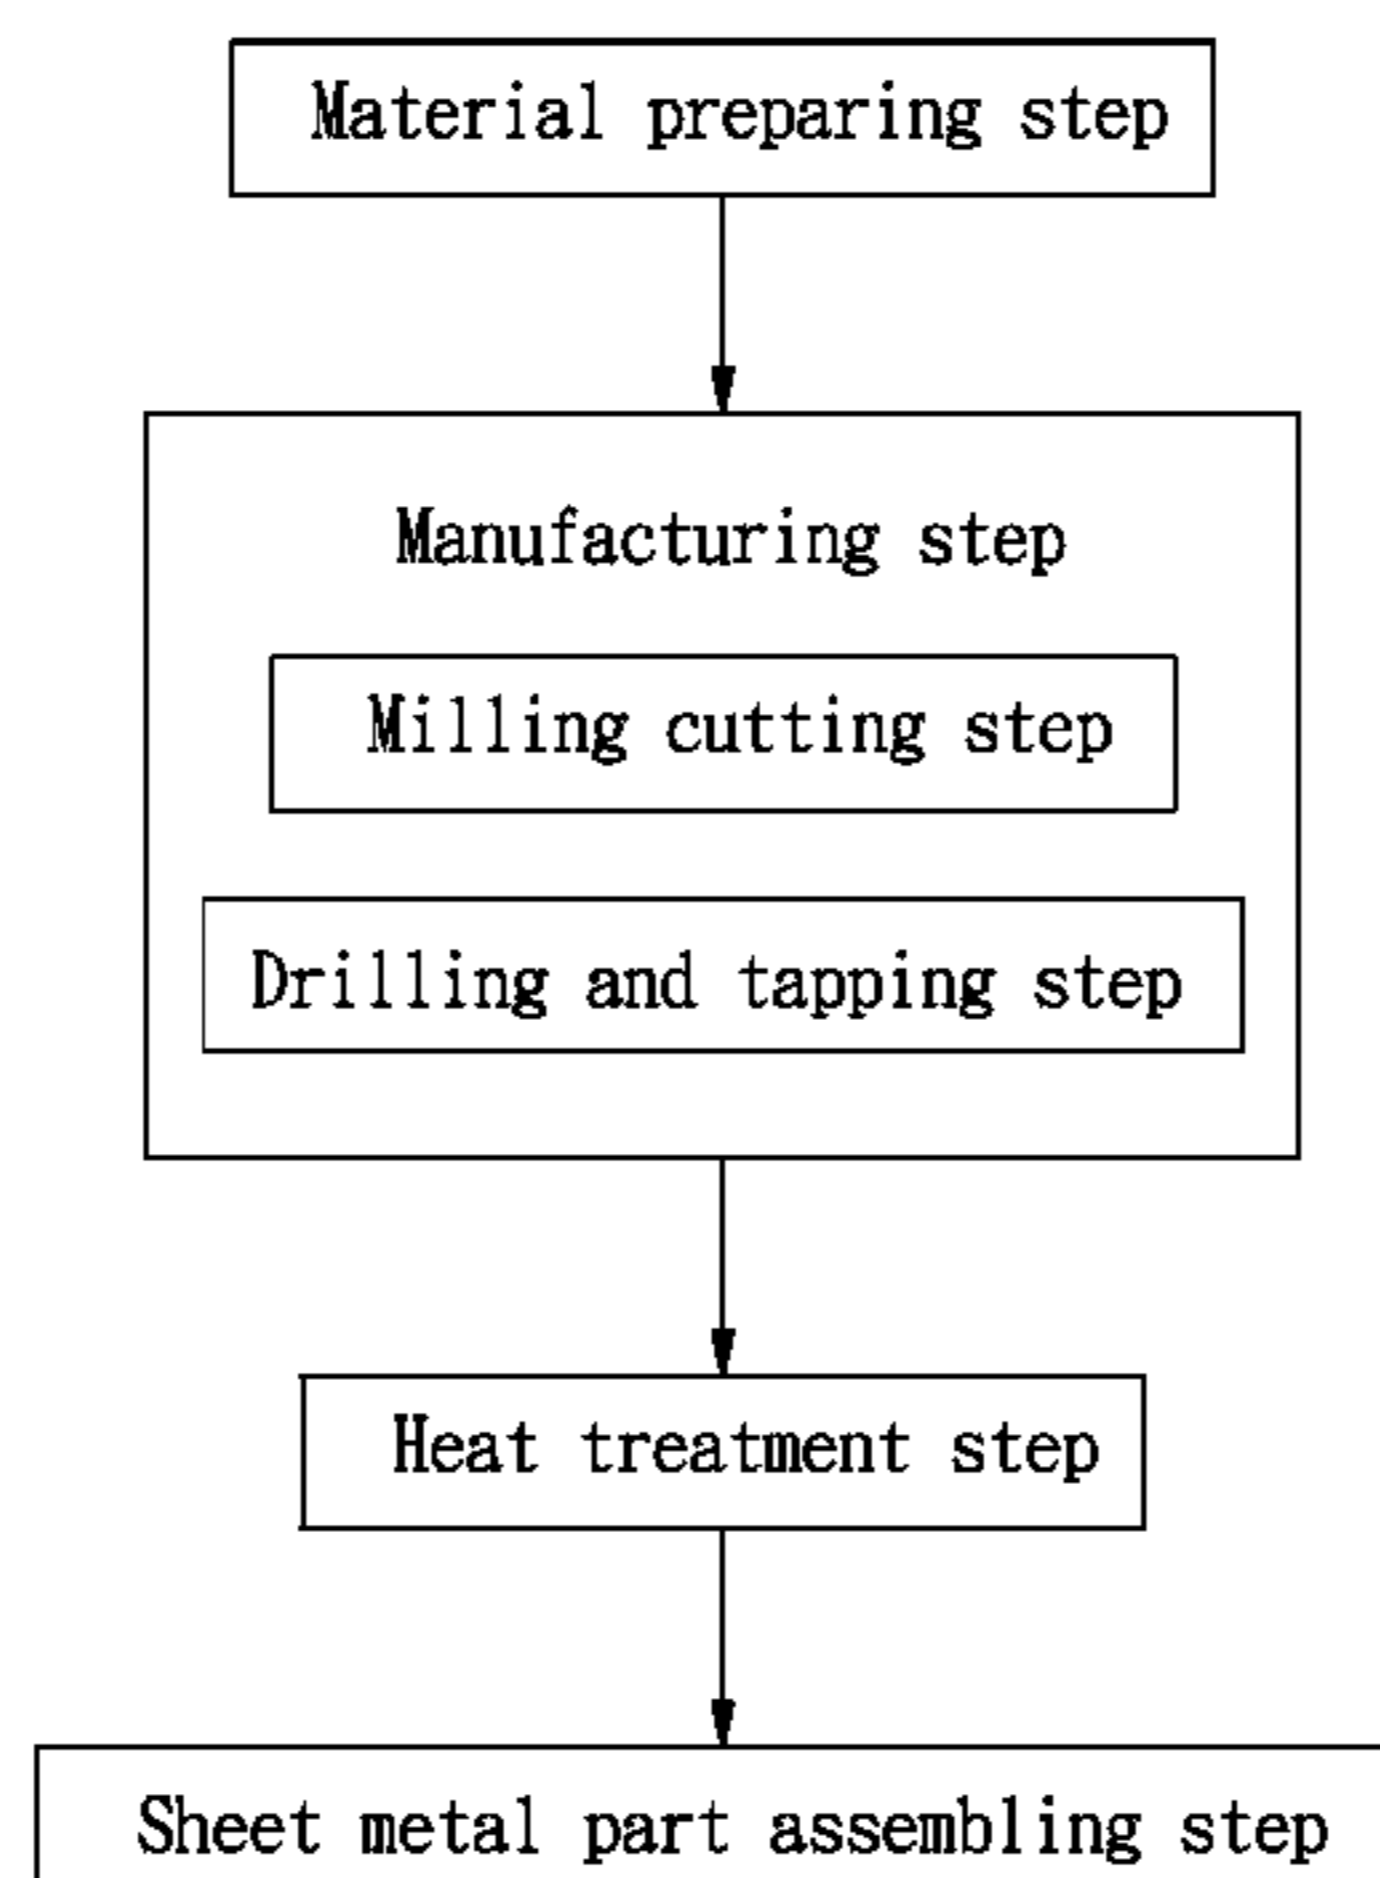 Material preparing step
Manufacturing step
Milling cutting step
Drilling and tapping step
Heat treatment step
Sheet metal part assembling step